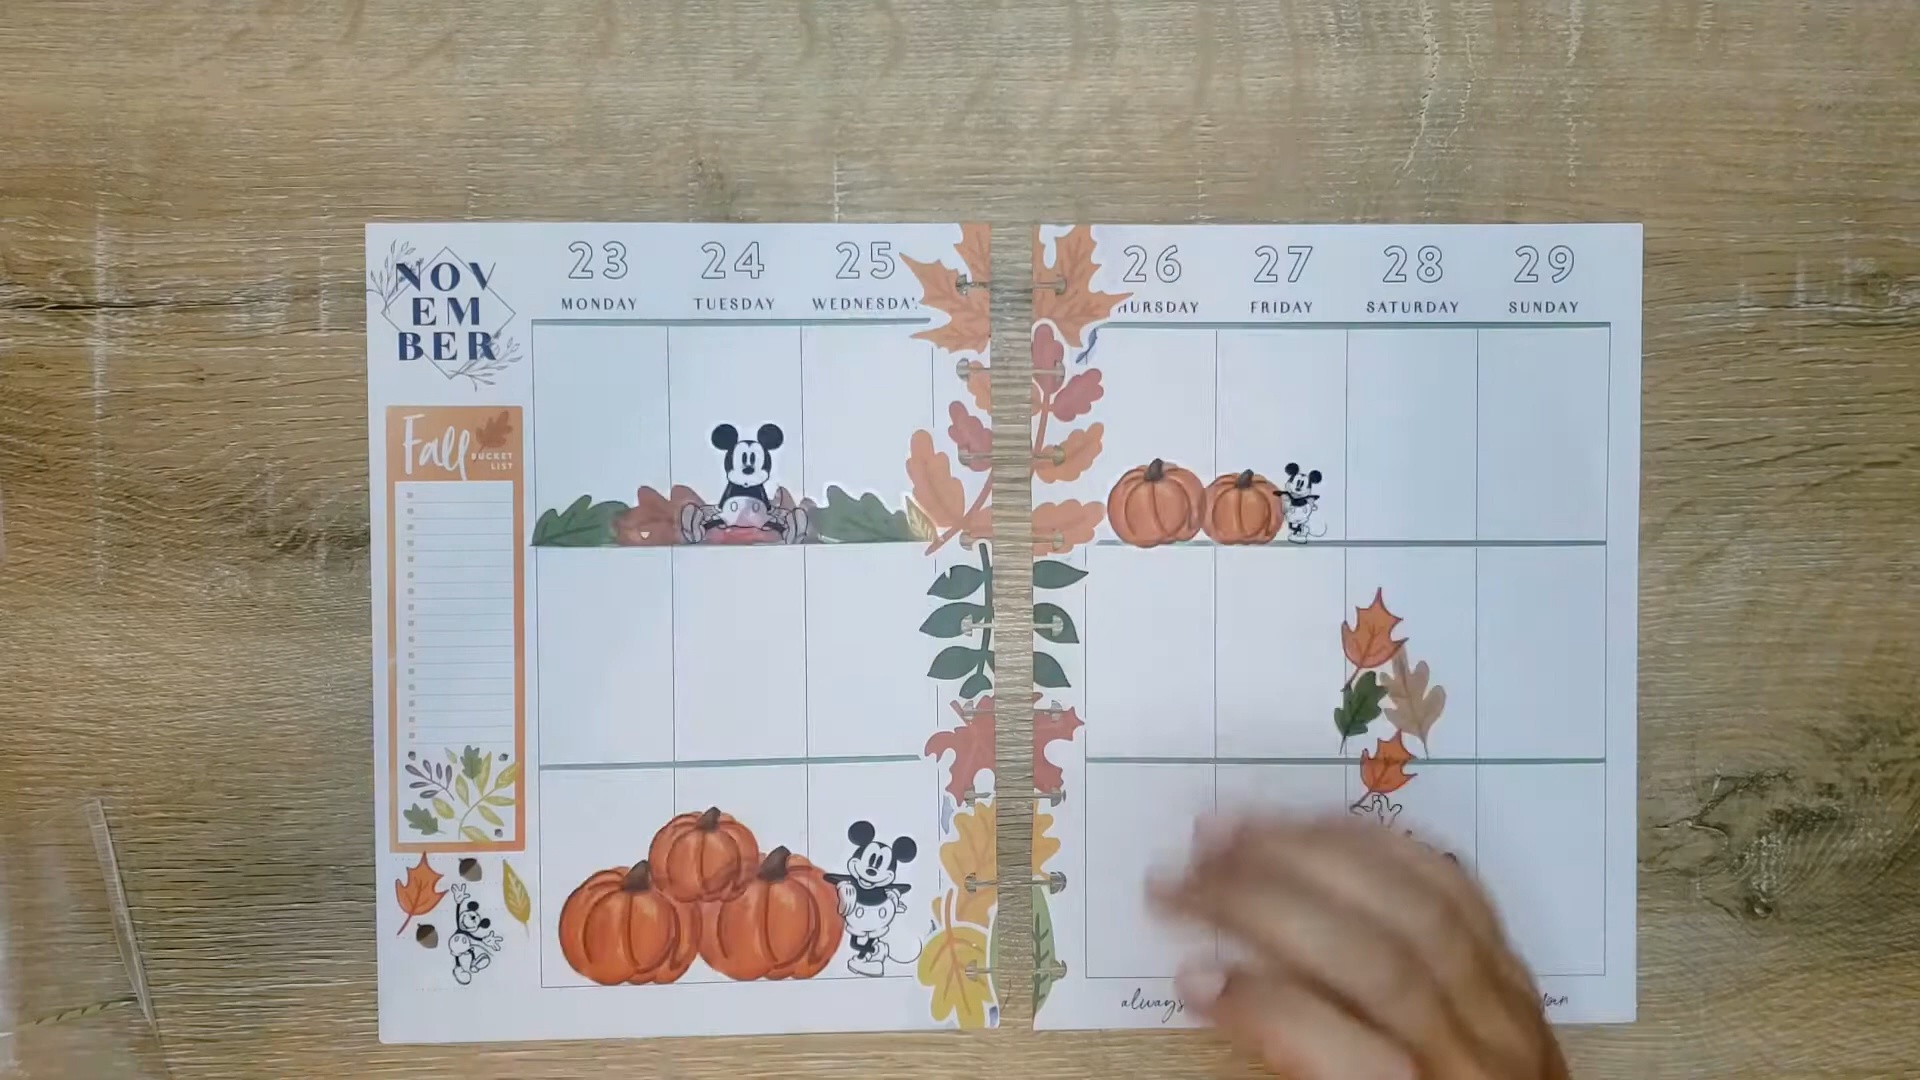 NOV
EM
BER
23 24 25 26 27 28 29
MONDAY TUESDAY WEDNESDAY HURSDAY FRIDAY SATURDAY SUNDAY
Fall
BUCKET
LIST
always